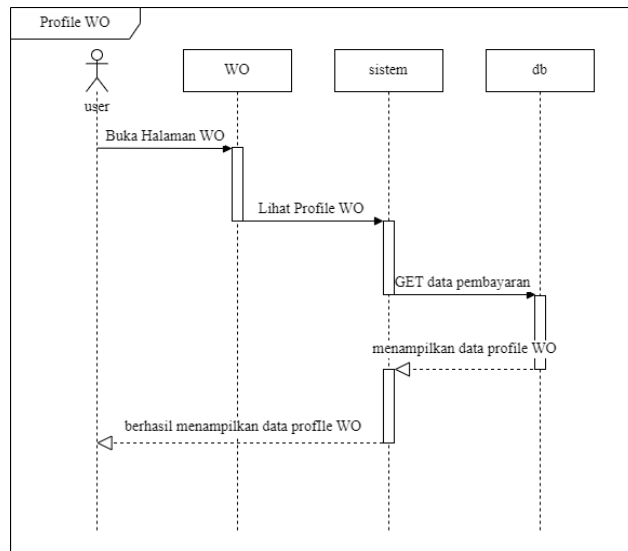 Profile WO
WO
sistem
db
user
Buka Halaman WO
Lihat Profile WO
GET data pembayaran
menampilkan data profile WO
berhasil menampilkan data profIle WO